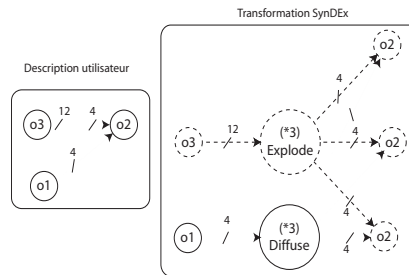 Transformation SynDEx
Description utilisateur
o3
12
4
o2
4
o1
o2
4
o3
12
(*3)
Explode
4
o2
4
o1
4
(*3)
Diffuse
4
o2